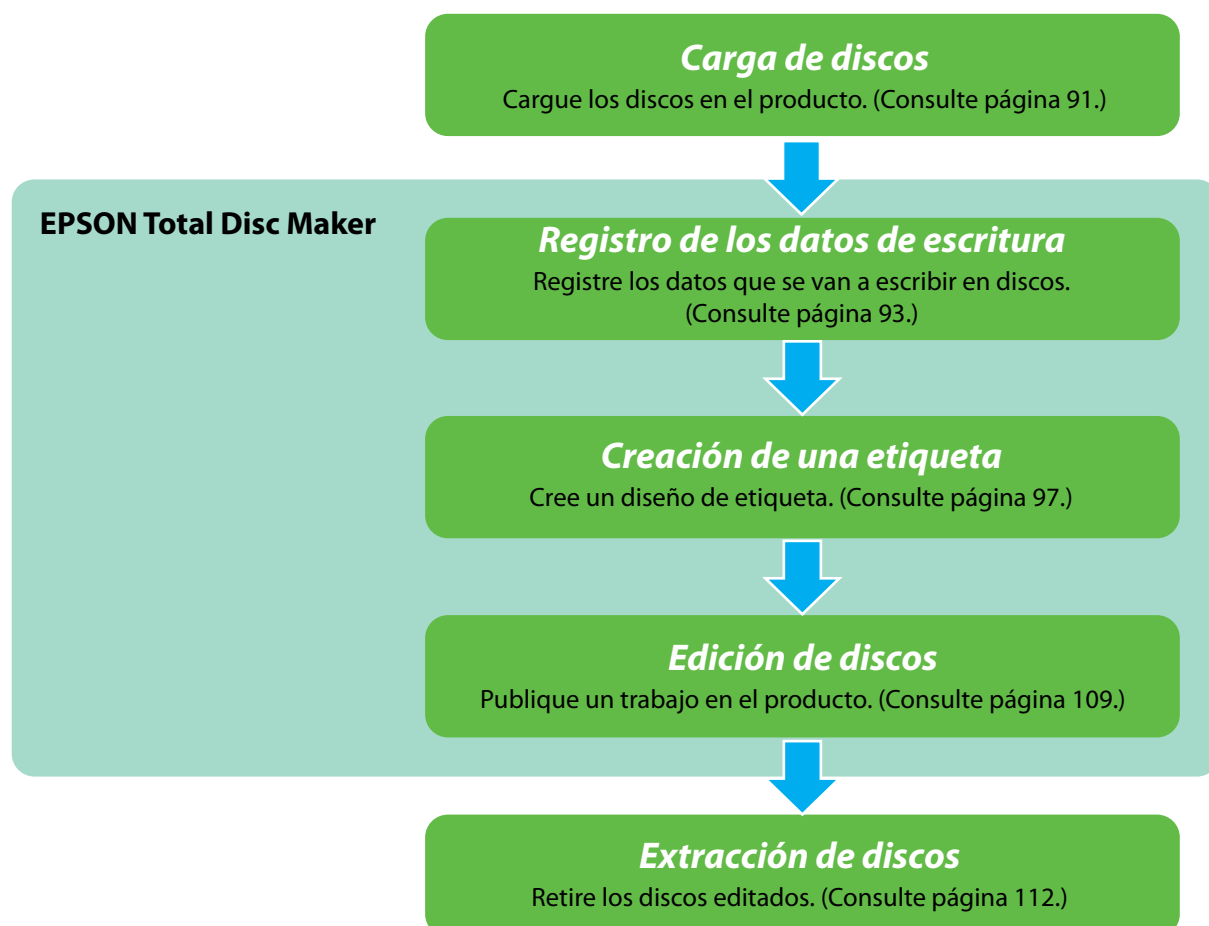 Carga de discos
Cargue los discos en el producto. (Consulte página 91.)
EPSON Total Disc Maker
Registro de los datos de escritura
Registre los datos que se van a escribir en discos.
(Consulte página 93.)
Creación de una etiqueta
Cree un diseño de etiqueta. (Consulte página 97.)
Edición de discos
Publique un trabajo en el producto. (Consulte página 109.)
Extracción de discos
Retire los discos editados. (Consulte página 112.)